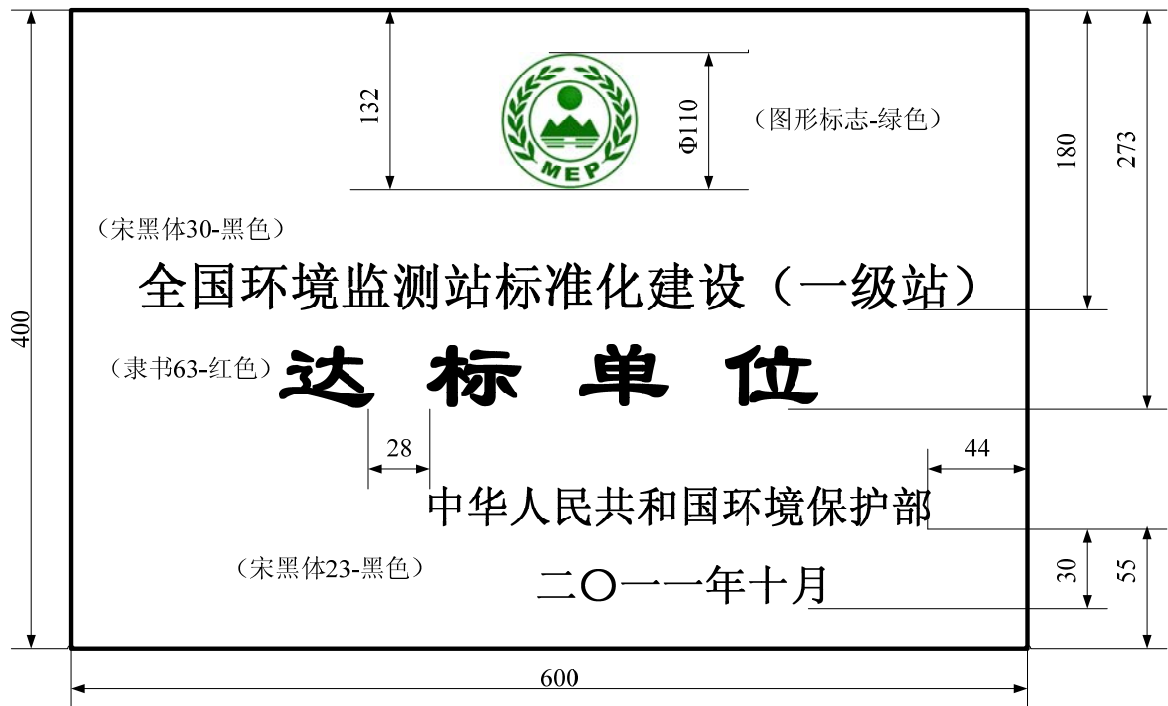 132
Φ110
（图形标志-绿色）
180
273
MEP
（宋黑体30-黑色）
全国环境监测站标准化建设（一级站）
400
（隶书63-红色）
达标单位
28
44
中华人民共和国环境保护部
（宋黑体23-黑色）
二〇一一年十月
30
55
600